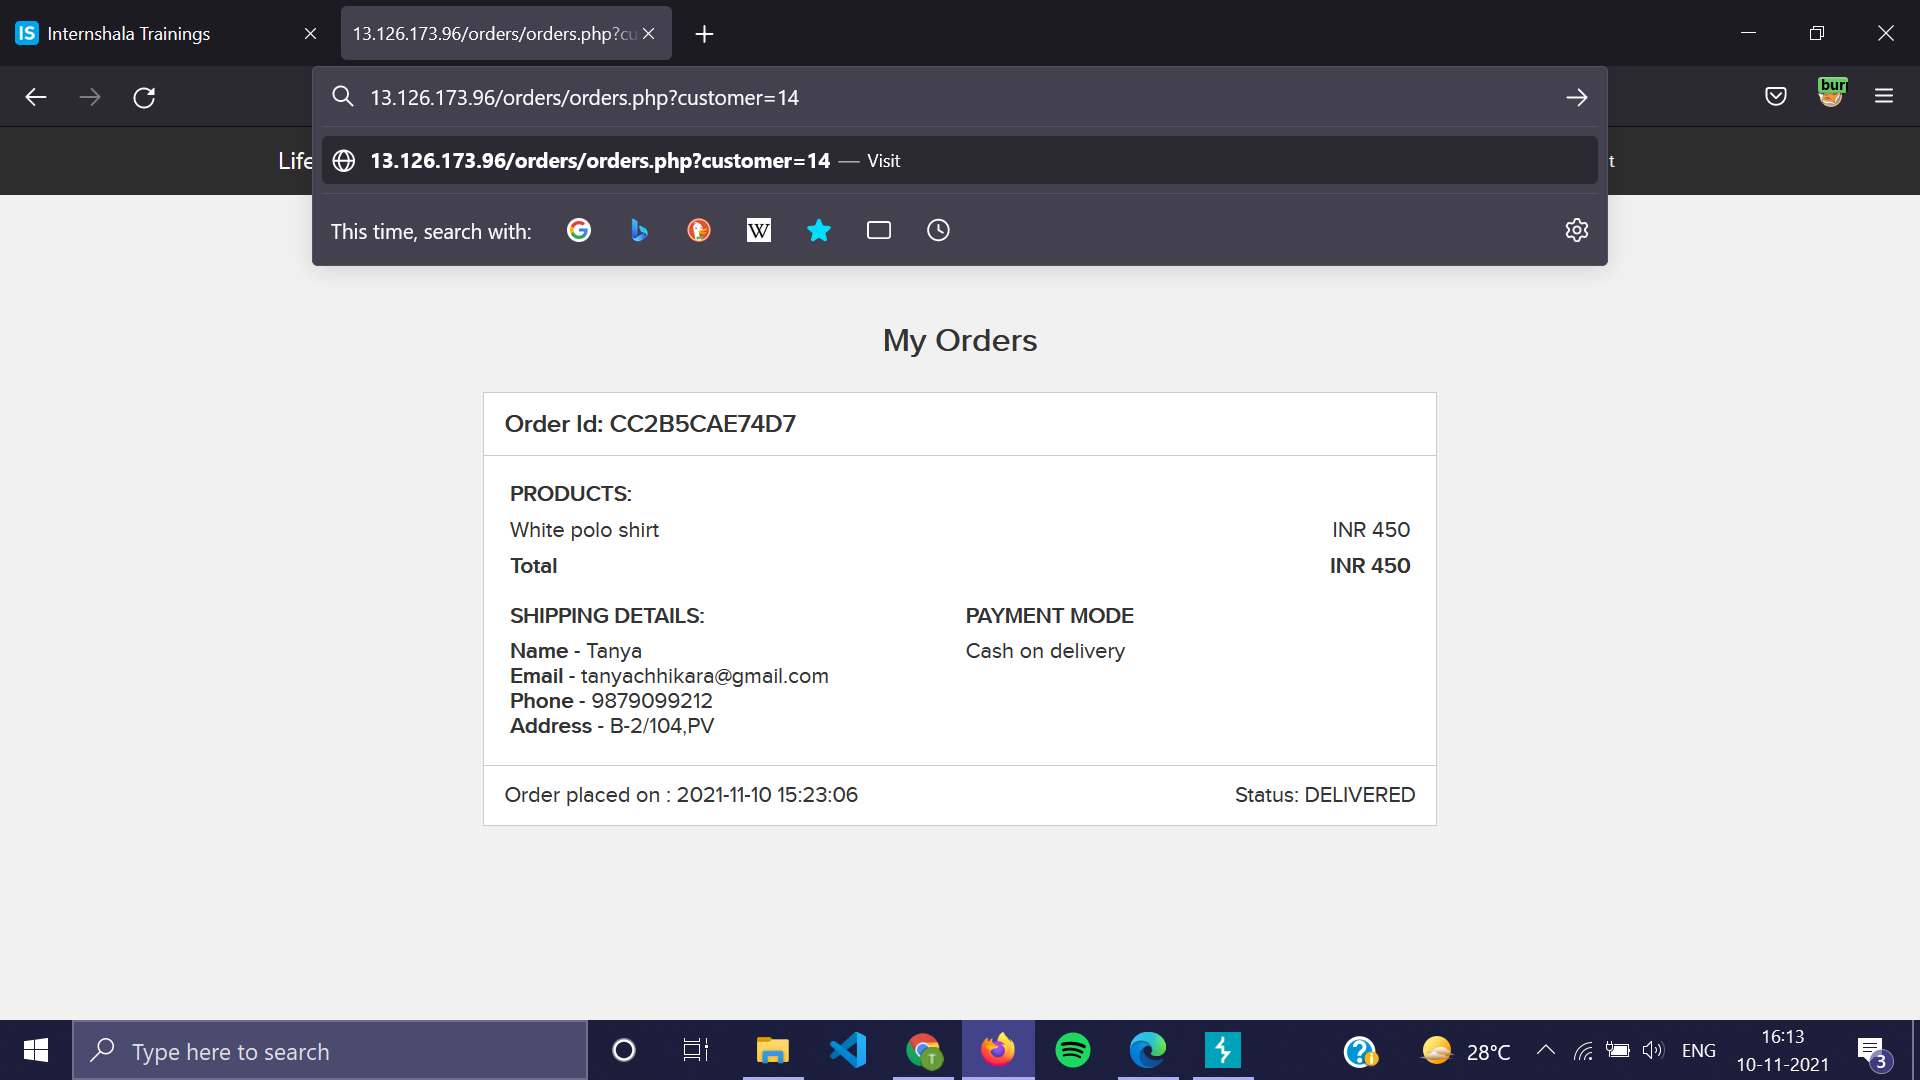 IS Internshala Trainings
13.126.173.96/orders/orders.php?cu
13.126.173.96/orders/orders.php?customer=14
bur
Life
13.126.173.96/orders/orders.php?customer=14 — Visit
t
This time, search with:
W
My Orders
Order Id: CC2B5CAE74D7
PRODUCTS:
White polo shirt INR 450
Total INR 450
SHIPPING DETAILS: PAYMENT MODE
Name - Tanya Cash on delivery
Email - tanyachhikara@gmail.com
Phone - 9879099212
Address - B-2/104,PV
Order placed on : 2021-11-10 15:23:06 Status: DELIVERED
Type here to search
T
28°C
ENG
16:13
10-11-2021
3